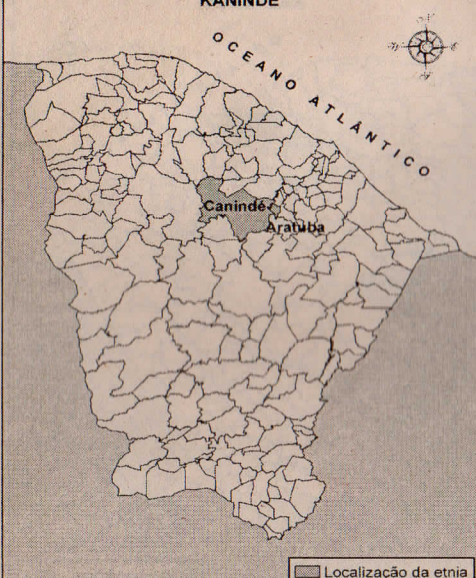 KANINDÉ
OCEANO ATLÂNTICO
Canindé
Aratuba
Localização da etnia